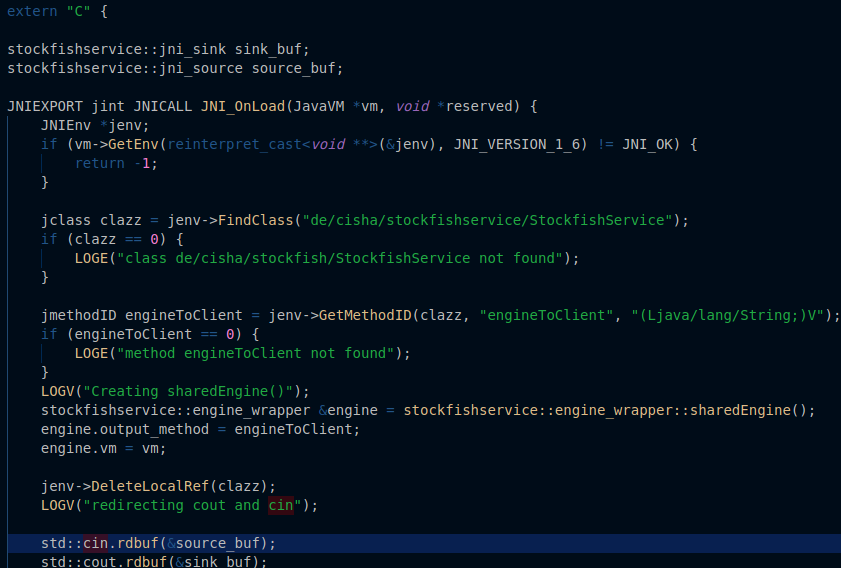 extern "C" {
stockfishservice::jni_sink sink_buf;
stockfishservice::jni_source source_buf;
JNIEXPORT jint JNICALL JNI_OnLoad(JavaVM *vm, void *reserved) {
    JNIEnv *jenv;
    if (vm->GetEnv(reinterpret_cast<void **>(&jenv), JNI_VERSION_1_6) != JNI_OK) {
        return -1;
    }
    jclass clazz = jenv->FindClass("de/cisha/stockfishservice/StockfishService");
    if (clazz == 0) {
        LOGE("class de/cisha/stockfish/StockfishService not found");
    }
    jmethodID engineToClient = jenv->GetMethodID(clazz, "engineToClient", "(Ljava/lang/String;)V");
    if (engineToClient == 0) {
        LOGE("method engineToClient not found");
    }
    LOGV("Creating sharedEngine()");
    stockfishservice::engine_wrapper &engine = stockfishservice::engine_wrapper::sharedEngine();
    engine.output_method = engineToClient;
    engine.vm = vm;
    jenv->DeleteLocalRef(clazz);
    LOGV("redirecting cout and cin");
    std::cin.rdbuf(&source_buf);
    std::cout.rdbuf(&sink_buf);